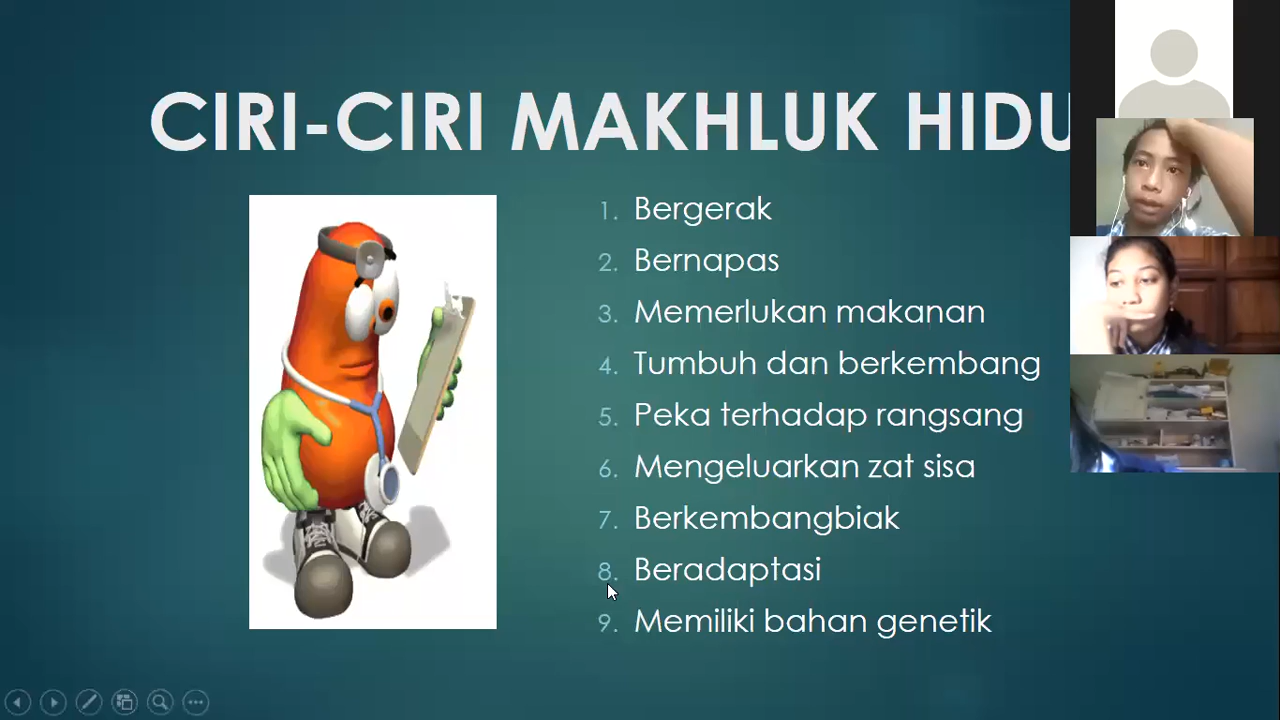 CIRI-CIRI MAKHLUK HIDU
1. Bergerak
2. Bernapas
3. Memerlukan makanan
4. Tumbuh dan berkembang
5. Peka terhadap rangsang
6. Mengeluarkan zat sisa
7. Berkembangbiak
8. Beradaptasi
9. Memiliki bahan genetik